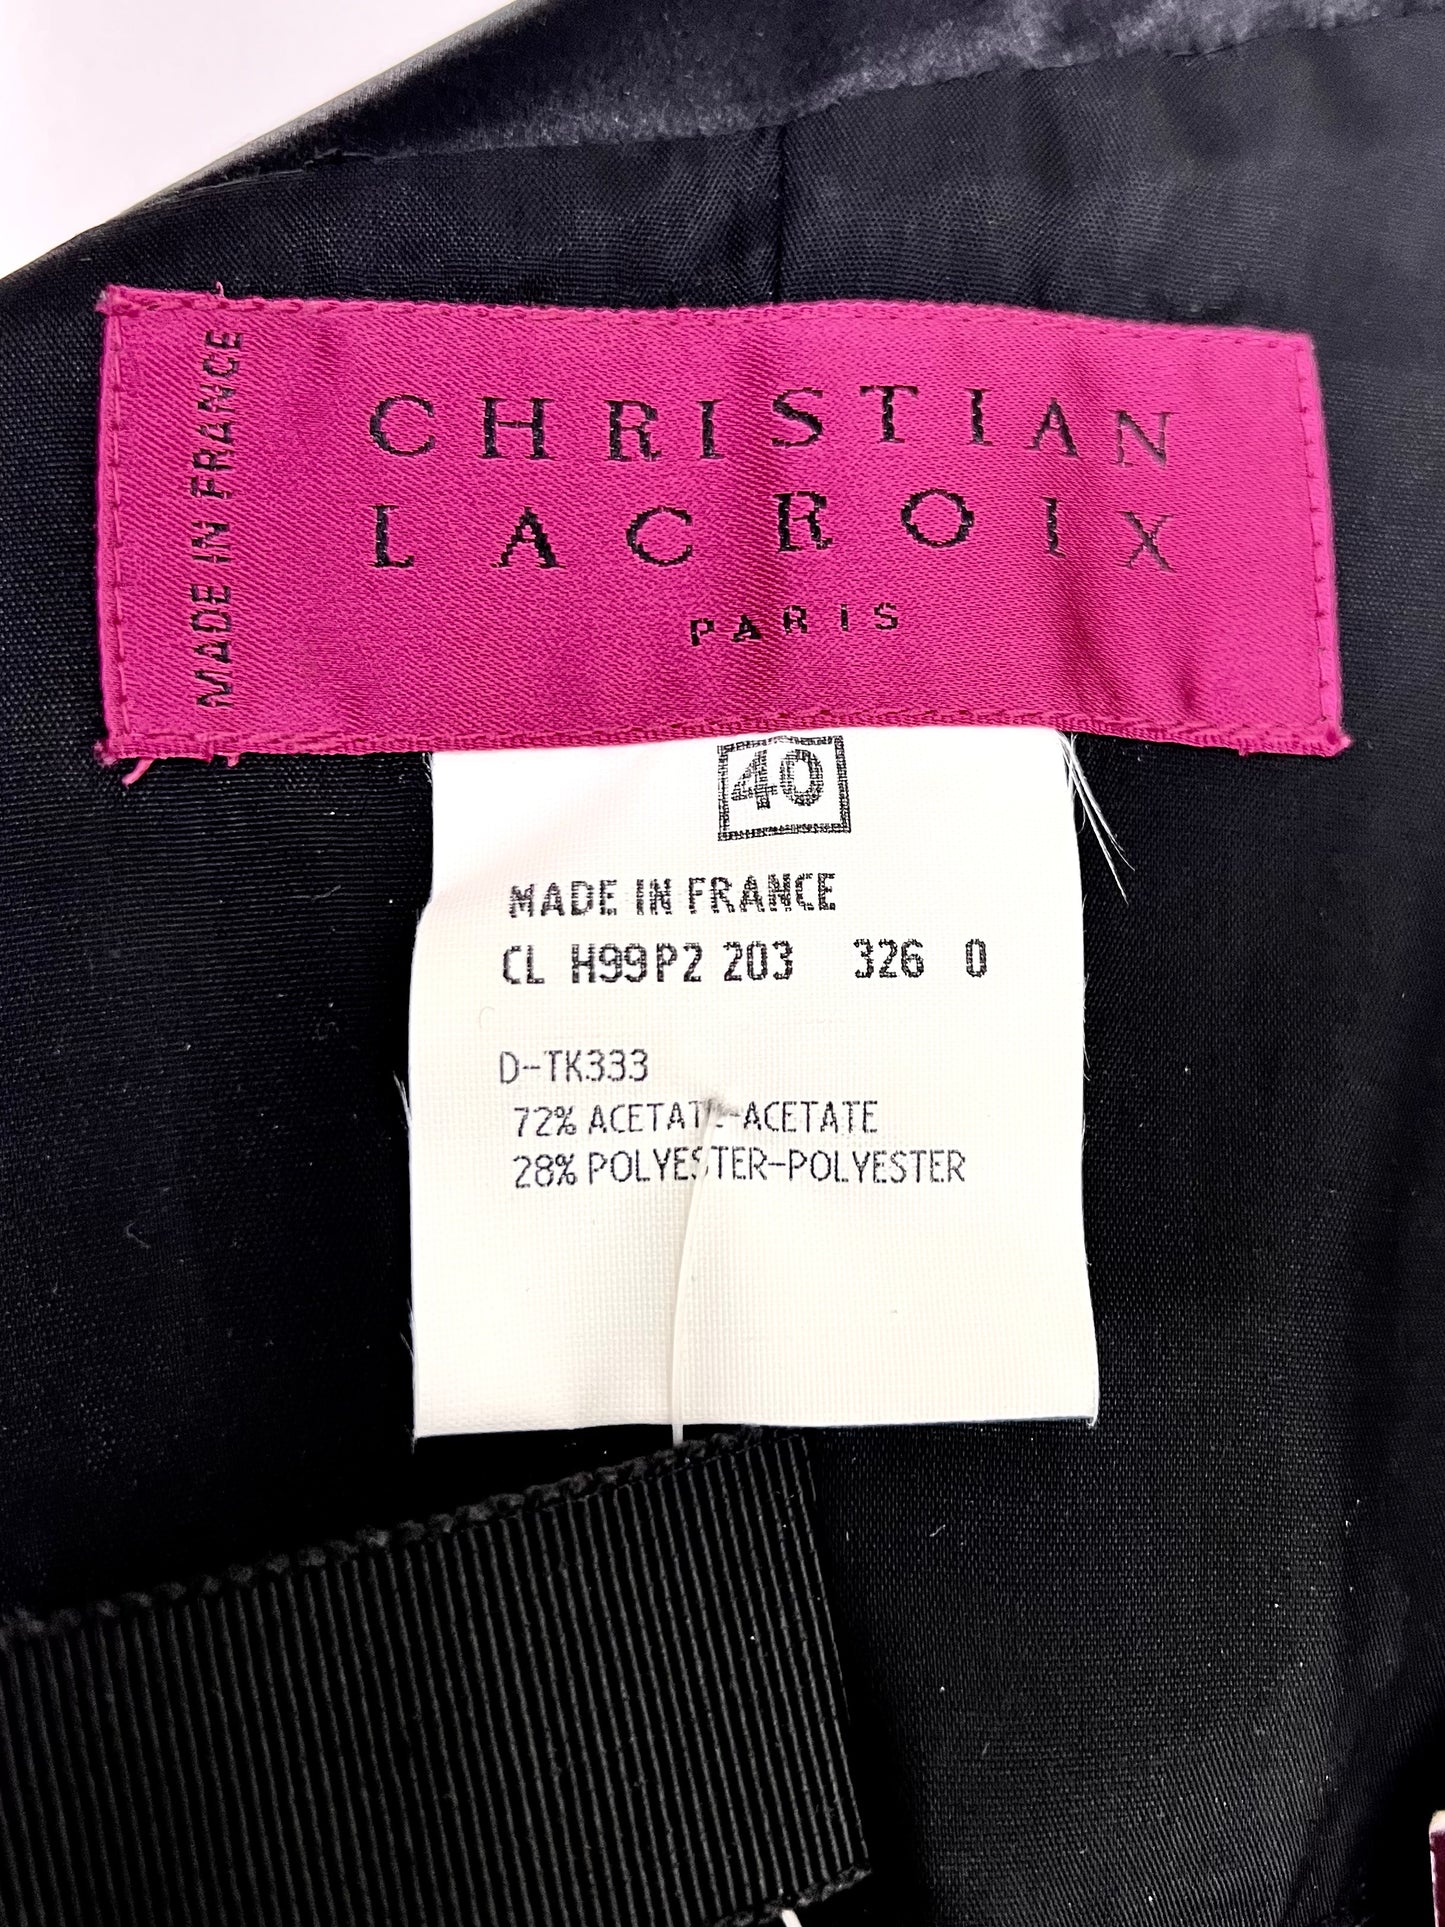 MADE IN FRANCE
CHRISTIAN
LACROIX
PARIS
40
MADE IN FRANCE
CL H99P2 203 326 0
D-TK333
72% ACETATE-ACETATE
28% POLYESTER-POLYESTER